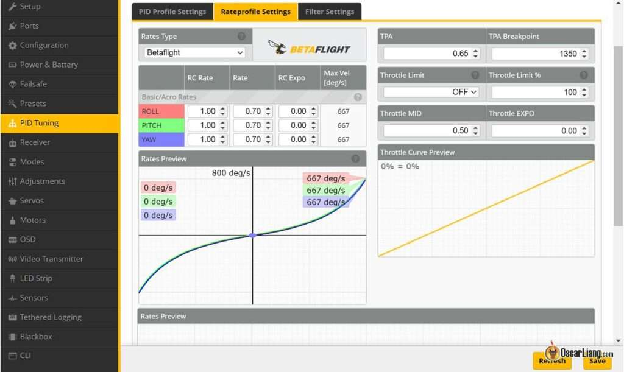 Setup
Ports
Configuration
Power & Battery
Failsafe
Presets
PID Tuning
Receiver
Modes
Adjustments
Servos
Motors
OSD
Video Transmitter
LED Strip
Sensors
Tethered Logging
Blackbox
PID Profile Settings Rateprofile Settings Filter Settings
Rates Type
Betaflight
BETAFLIGHT
RC Rate Rate RC Expo Max Vel [deg/s]
Basic/Acro Rates
ROLL 1.00 0.70 0.00 667
PITCH 1.00 0.70 0.00 667
YAW 1.00 0.70 0.00 667
Rates Preview
800 deg/s
0 deg/s 667 deg/s
0 deg/s 667 deg/s
0 deg/s 667 deg/s
Rates Preview
TPA TPA Breakpoint
0.65 1350
Throttle Limit Throttle Limit %
OFF 100
Throttle MID Throttle EXPO
0.50 0.00
Throttle Curve Preview
0% = 0%
OscarLiang.com
Refresh Save